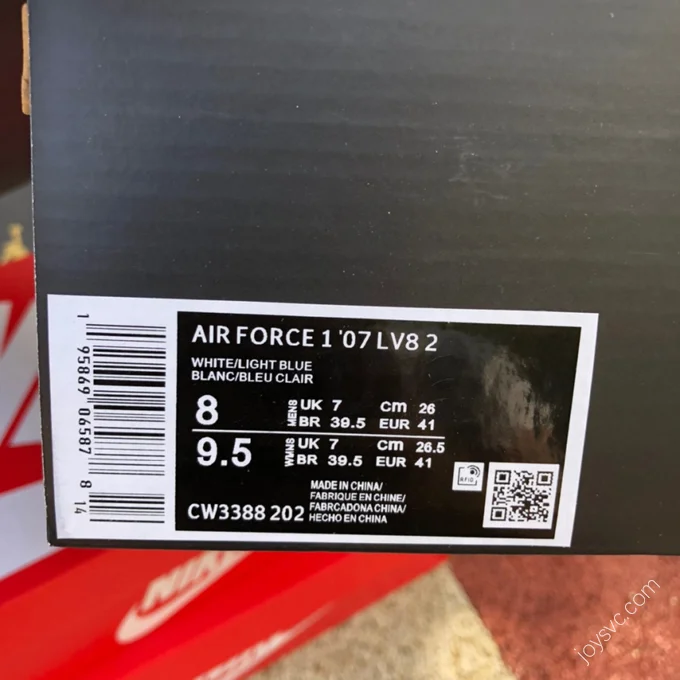 AIR FORCE 1 '07 LV8 2
WHITE/LIGHT BLUE
BLANC/BLEU CLAIR
8 MENS UK 7 cm 26
BR 39.5 EUR 41
9.5 WMNS UK 7 cm 26.5
BR 39.5 EUR 41
MADE IN CHINA/
FABRIQUE EN CHINE/
FABRCADONA CHINA/
CW3388 202 HECHO EN CHINA
RFID
1 95869 06587 8 14
NIKE
joysvc.com